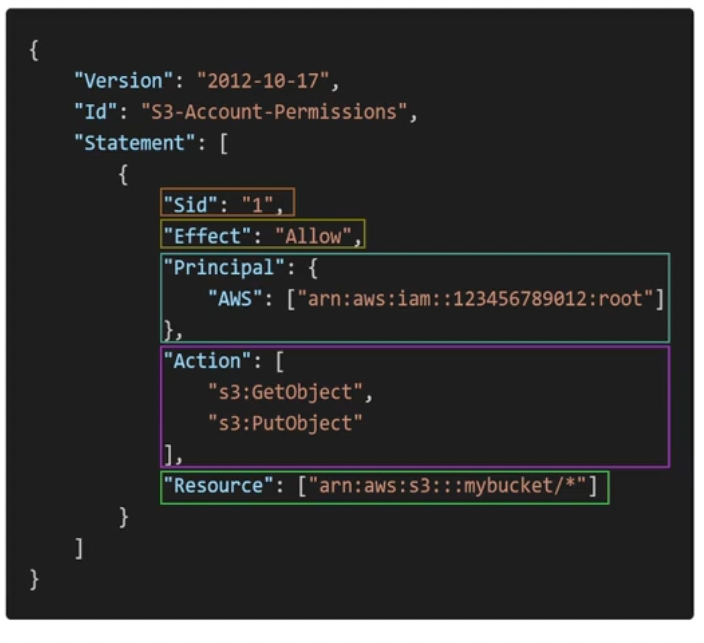 {
    "Version": "2012-10-17",
    "Id": "S3-Account-Permissions",
    "Statement": [
        {
            "Sid": "1",
            "Effect": "Allow",
            "Principal": {
                "AWS": ["arn:aws:iam::123456789012:root"]
            },
            "Action": [
                "s3:GetObject",
                "s3:PutObject"
            ],
            "Resource": ["arn:aws:s3:::mybucket/*"]
        }
    ]
}